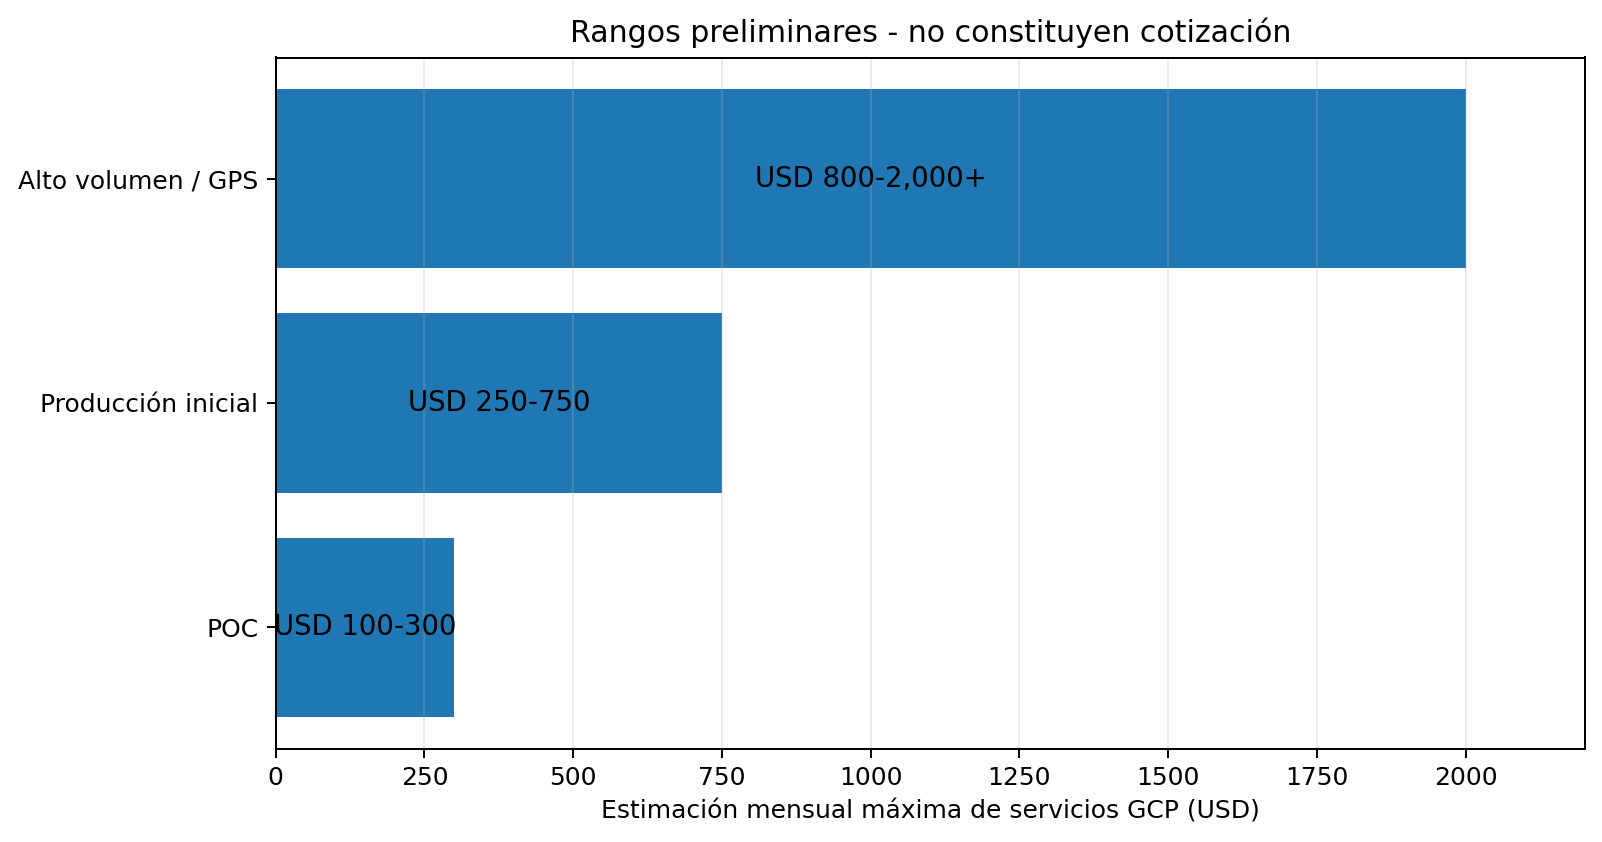 Rangos preliminares - no constituyen cotización
Alto volumen / GPS
USD 800-2,000+
Producción inicial
USD 250-750
POC
USD 100-300
0 250 500 750 1000 1250 1500 1750 2000
Estimación mensual máxima de servicios GCP (USD)